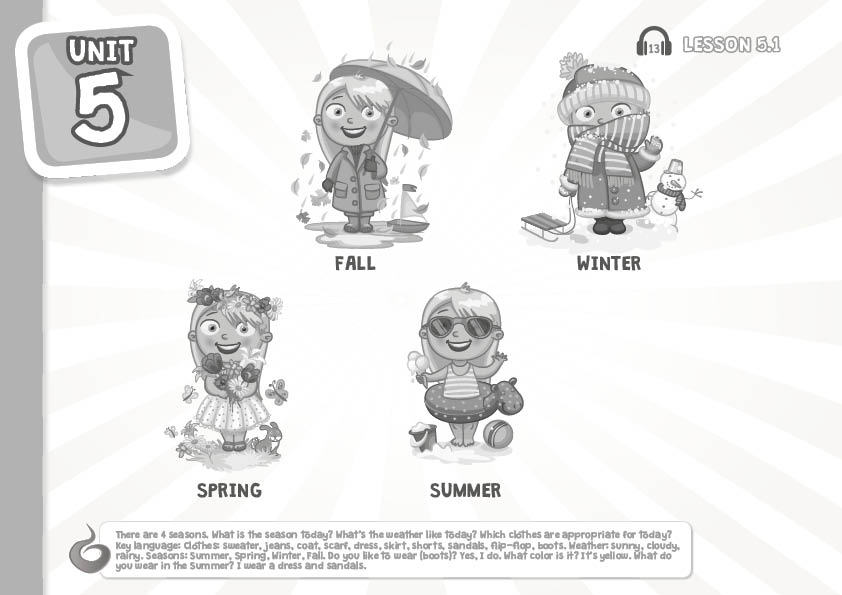 UNIT
5
13 LESSON 5.1
FALL
WINTER
SPRING
SUMMER
There are 4 seasons. What is the season today? What's the weather like today? Which clothes are appropriate for today?
Key language: Clothes: sweater, jeans, coat, scarf, dress, skirt, shorts, sandals, flip-flop, boots. Weather: sunny, cloudy,
rainy. Seasons: Summer, Spring, Winter, Fall. Do you like to wear (boots)? Yes, I do. What color is it? It's yellow. What do
you wear in the Summer? I wear a dress and sandals.